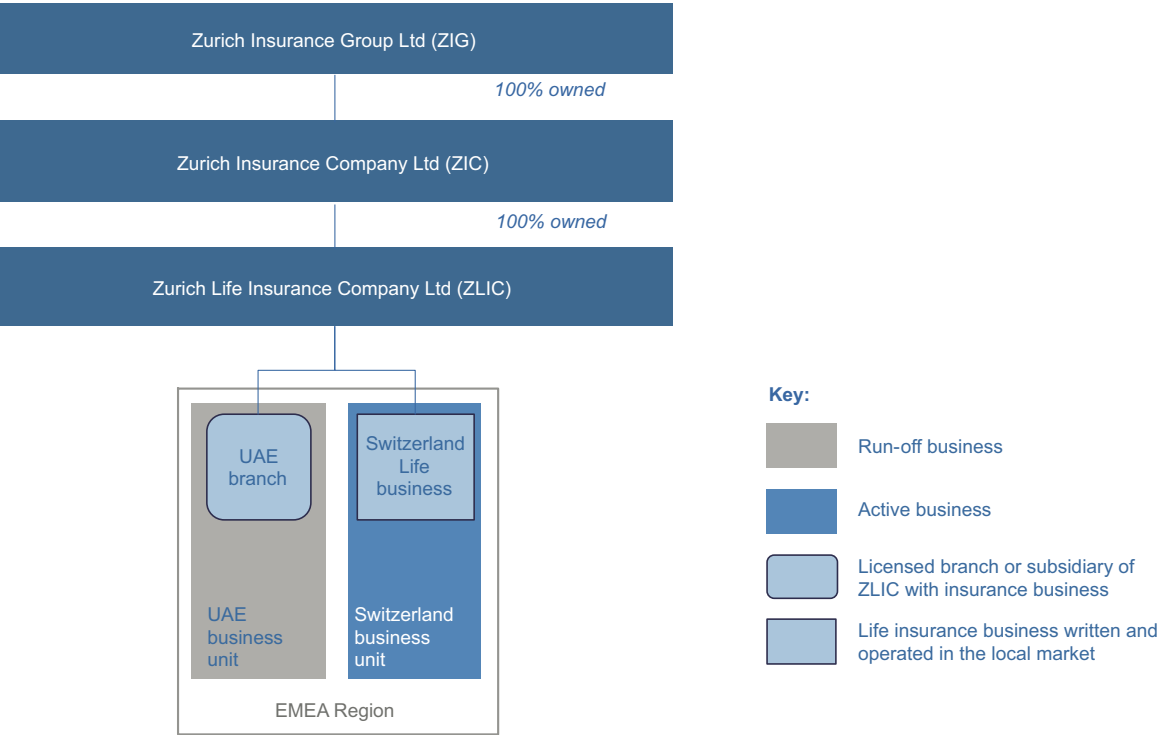 Zurich Insurance Group Ltd (ZIG)
100% owned
Zurich Insurance Company Ltd (ZIC)
100% owned
Zurich Life Insurance Company Ltd (ZLIC)
UAE
branch
Switzerland
Life
business
UAE
business
unit
Switzerland
business
unit
EMEA Region
Key:
Run-off business
Active business
Licensed branch or subsidiary of
ZLIC with insurance business
Life insurance business written and
operated in the local market